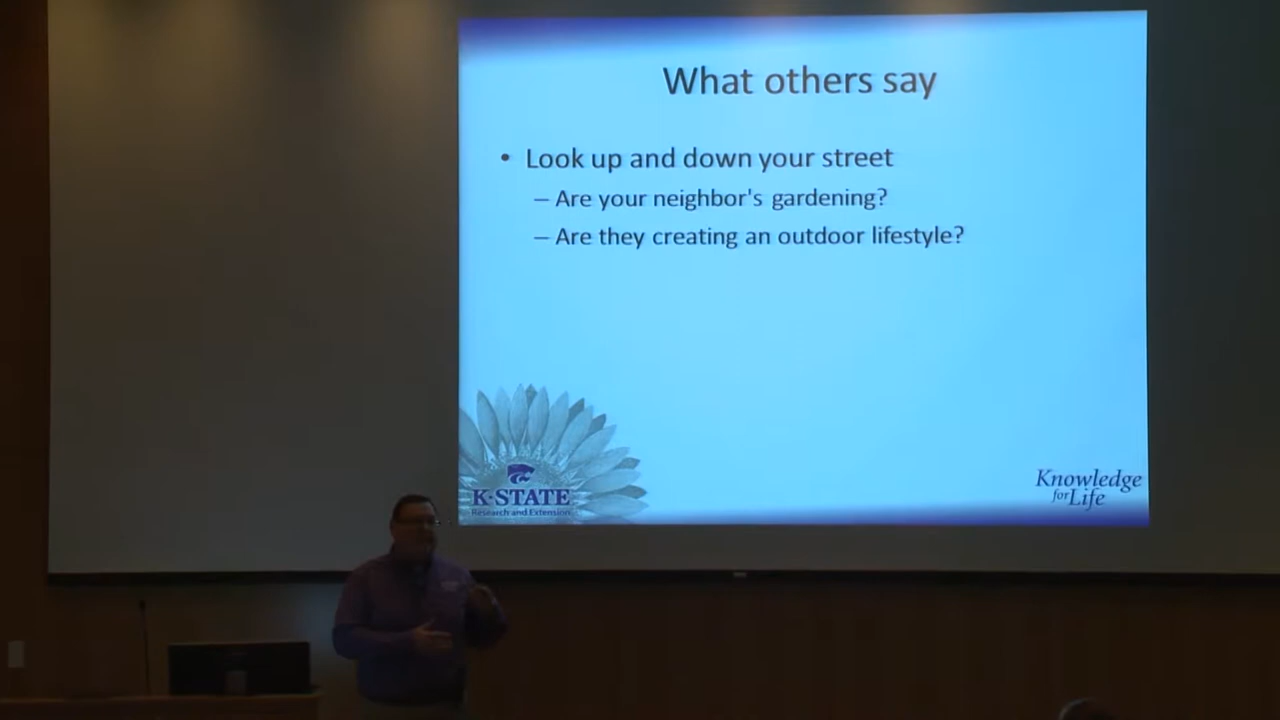 What others say
• Look up and down your street
– Are your neighbor's gardening?
– Are they creating an outdoor lifestyle?
K-STATE
Research and Extension
Knowledge
for Life